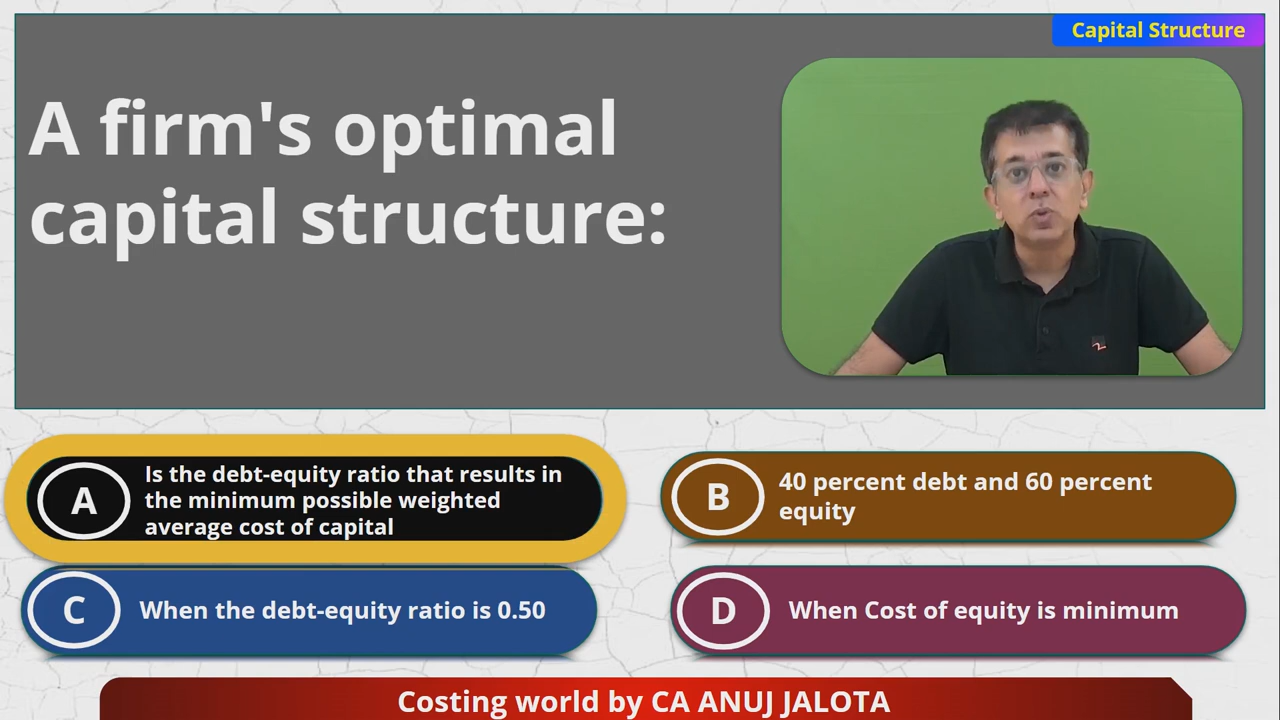 Capital Structure
A firm's optimal
capital structure:
A
Is the debt-equity ratio that results in
the minimum possible weighted
average cost of capital
B
40 percent debt and 60 percent
equity
C
When the debt-equity ratio is 0.50
D
When Cost of equity is minimum
Costing world by CA ANUJ JALOTA